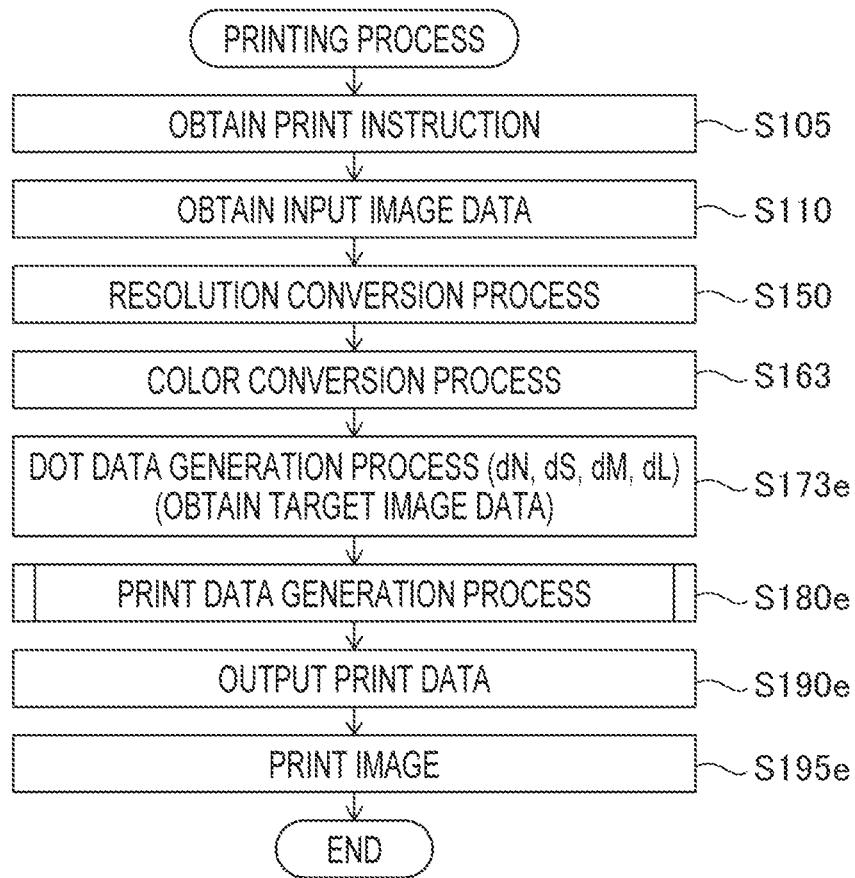 PRINTING PROCESS
OBTAIN PRINT INSTRUCTION
S105
OBTAIN INPUT IMAGE DATA
S110
RESOLUTION CONVERSION PROCESS
S150
COLOR CONVERSION PROCESS
S163
DOT DATA GENERATION PROCESS (dN, dS, dM, dL)
(OBTAIN TARGET IMAGE DATA)
S173e
PRINT DATA GENERATION PROCESS
S180e
OUTPUT PRINT DATA
S190e
PRINT IMAGE
S195e
END